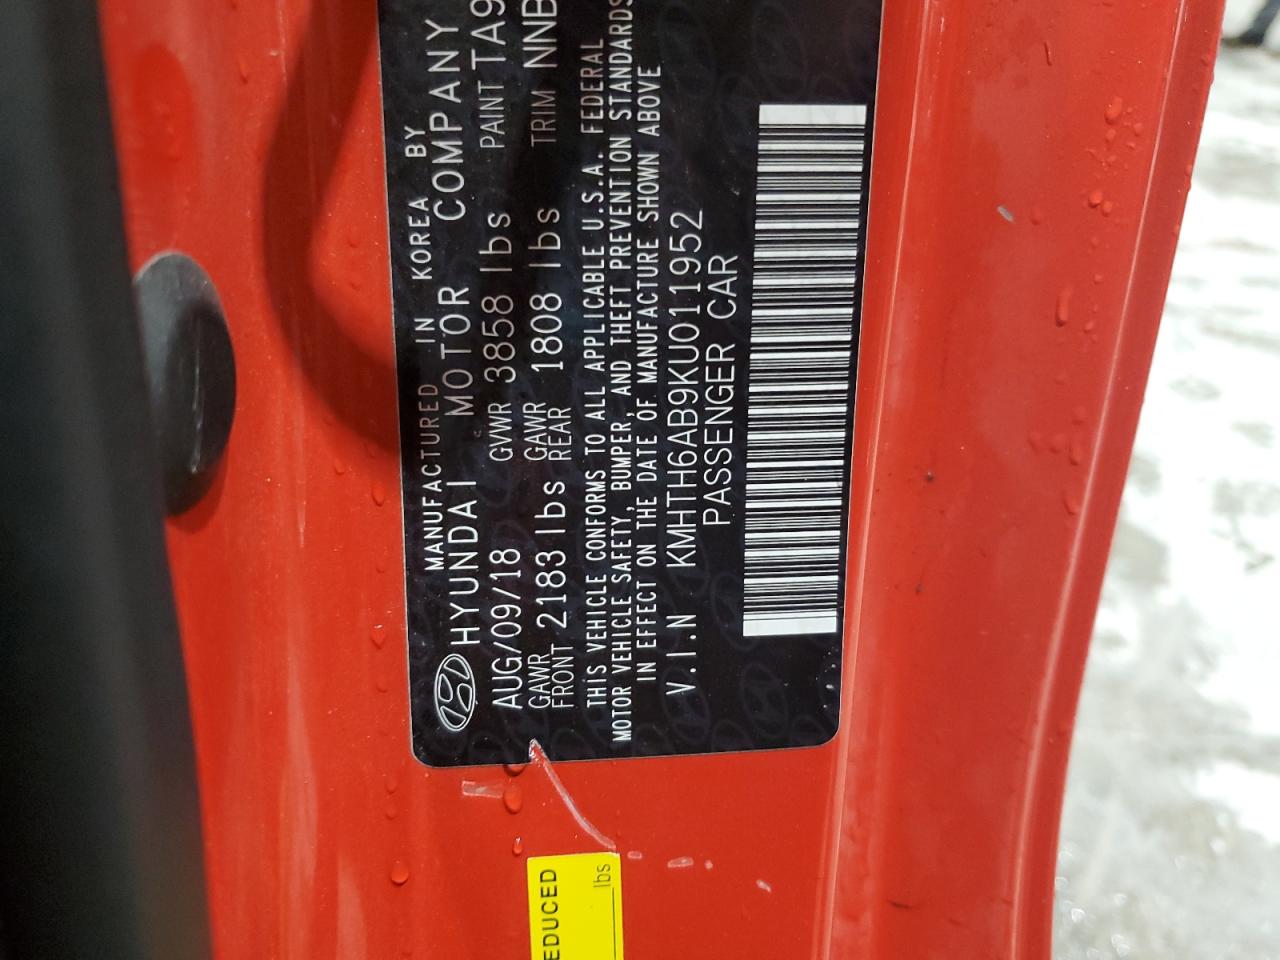 MANUFACTURED IN KOREA BY
HYUNDAI MOTOR COMPANY
AUG/09/18 GVWR 3858 lbs PAINT TA9
GAWR FRONT 2183 lbs GAWR REAR 1808 lbs TRIM NNB
THIS VEHICLE CONFORMS TO ALL APPLICABLE U.S.A. FEDERAL
MOTOR VEHICLE SAFETY, BUMPER, AND THEFT PREVENTION STANDARDS
IN EFFECT ON THE DATE OF MANUFACTURE SHOWN ABOVE
V.I.N KMHTH6AB9KU011952
PASSENGER CAR
EDUCED
lbs